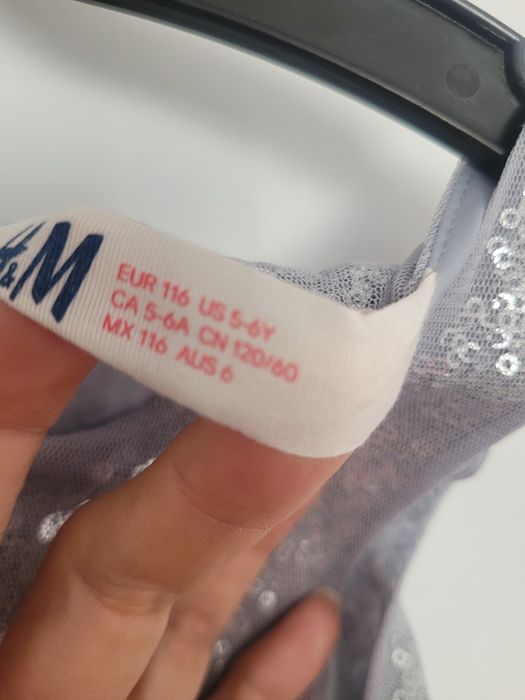 H&M
EUR 116 US 5-6Y
CA 5-6A CN 120/60
MX 116 AUS 6